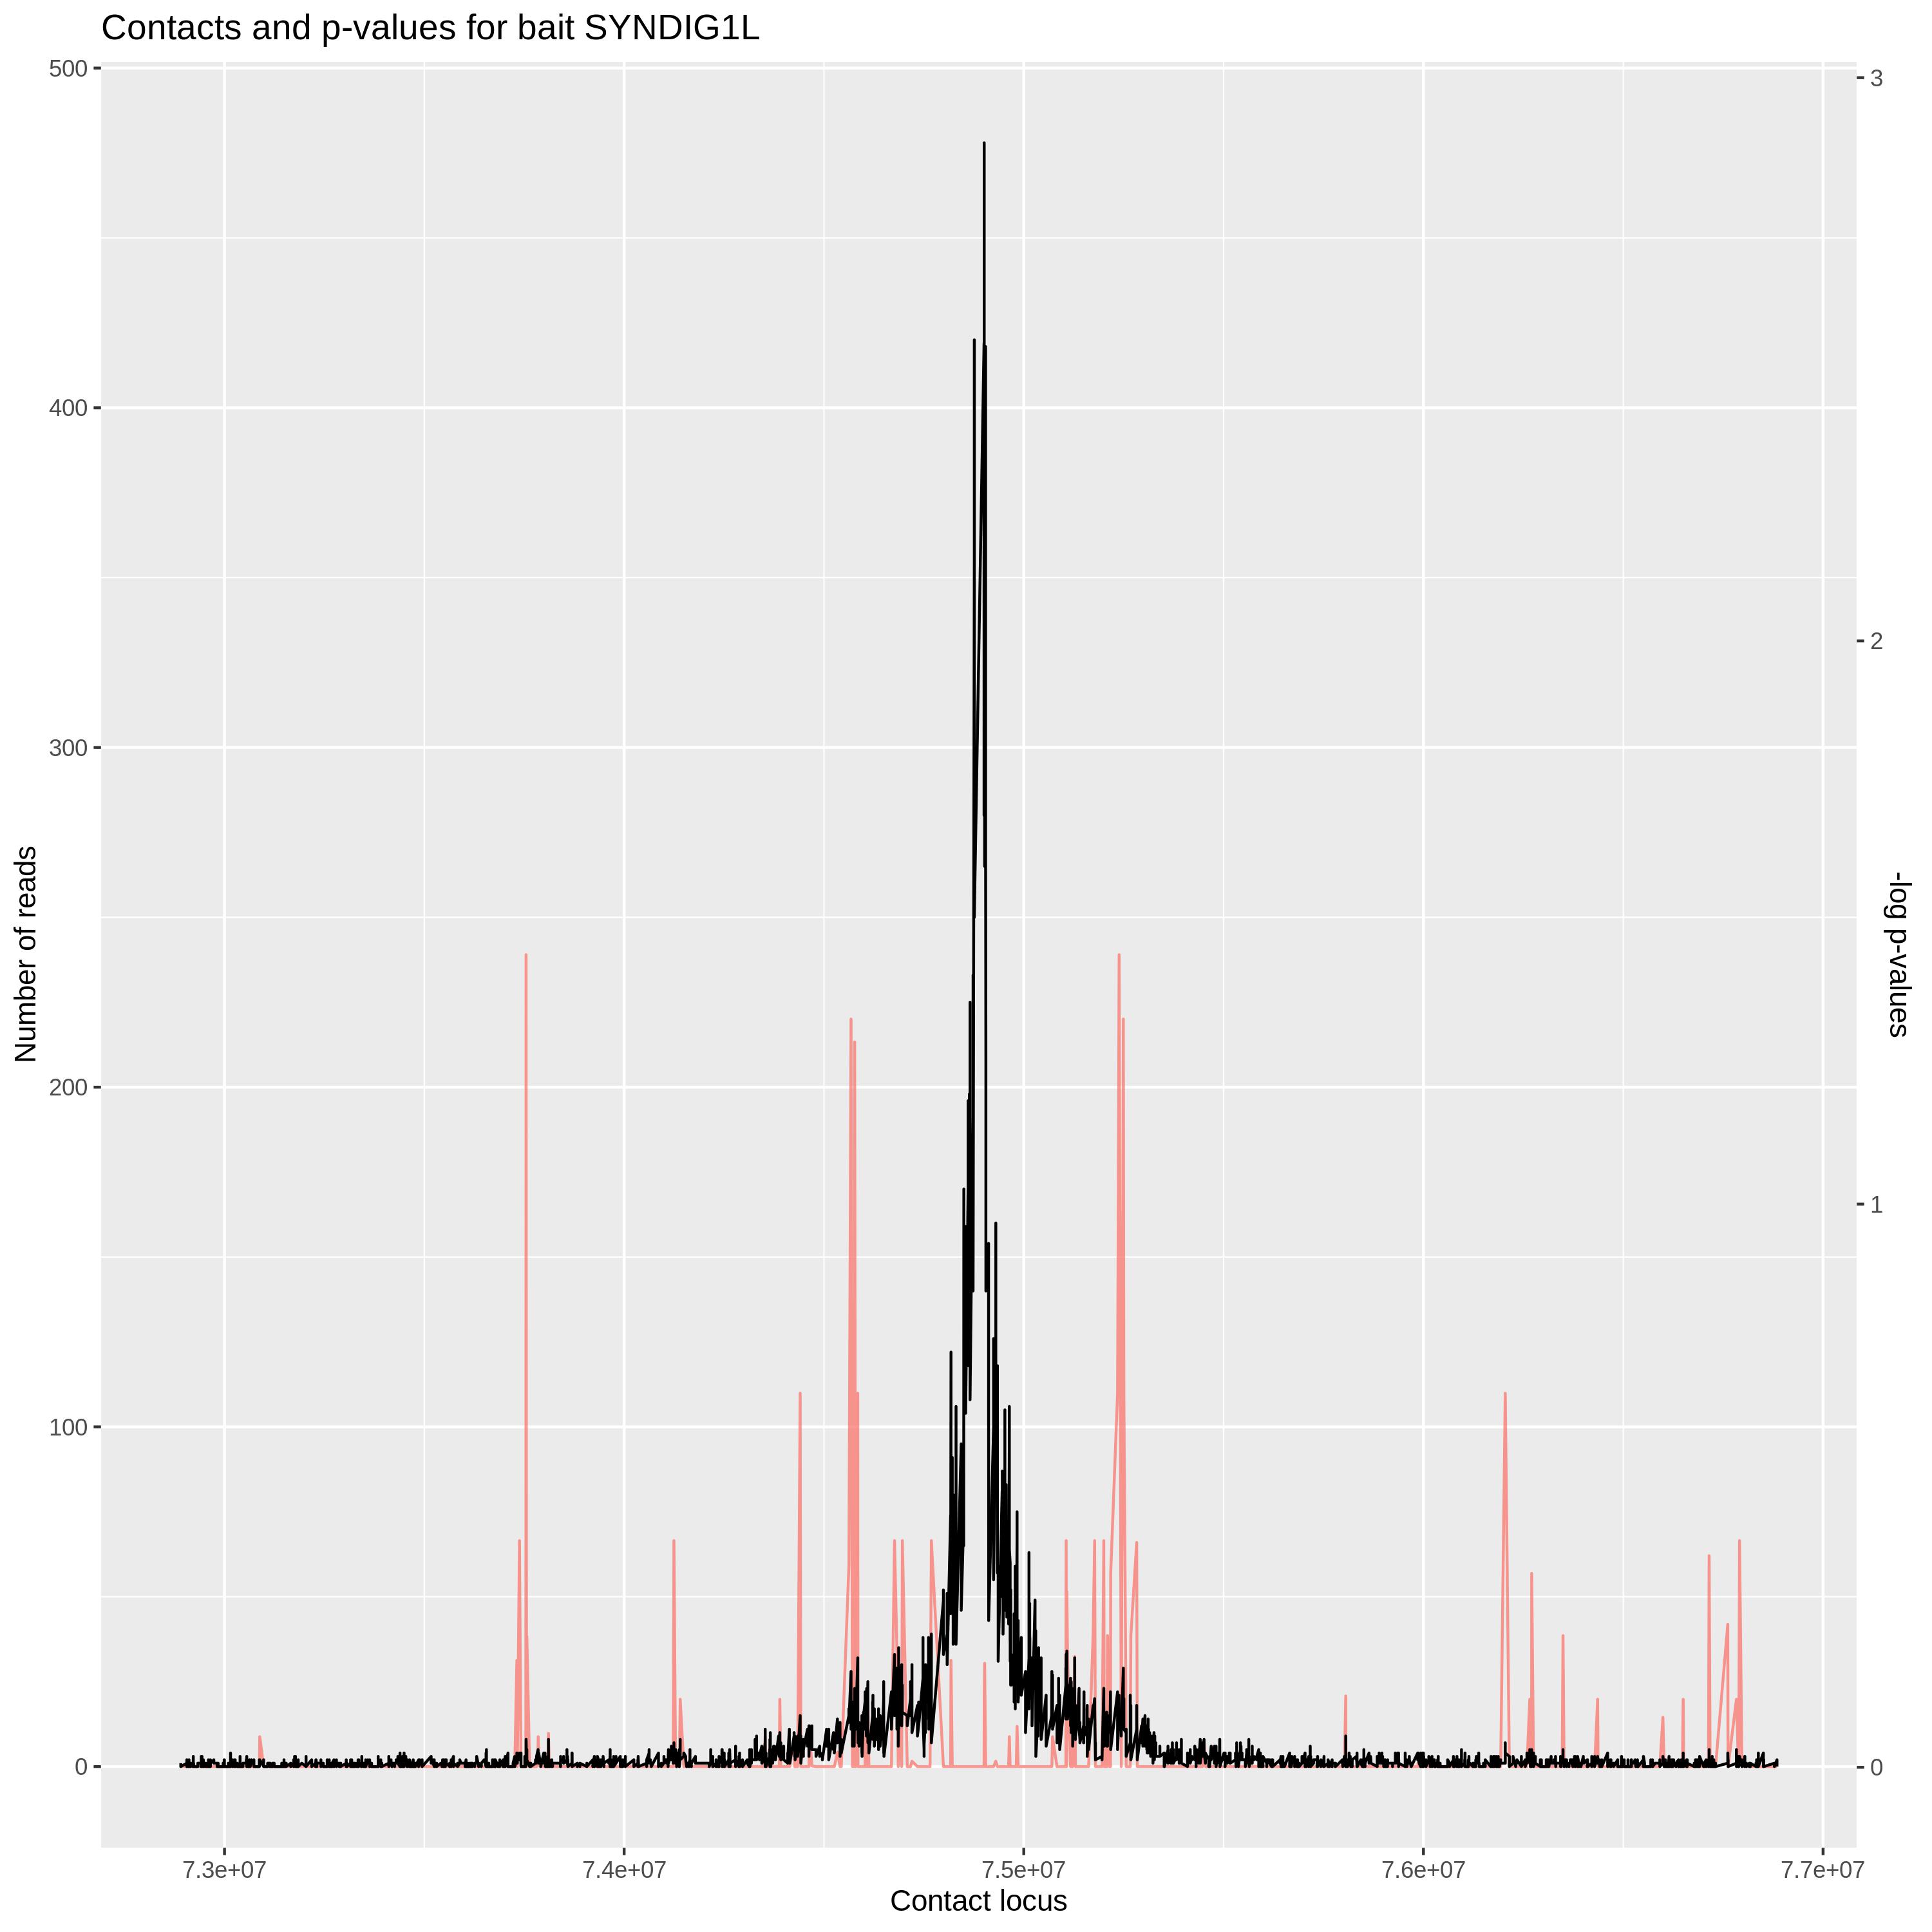 Contacts and p-values for bait SYNDIG1L
500
400
300
200
100
0
Number of reads
3
2
1
0
-log p-values
7.3e+07
7.4e+07
7.5e+07
7.6e+07
7.7e+07
Contact locus